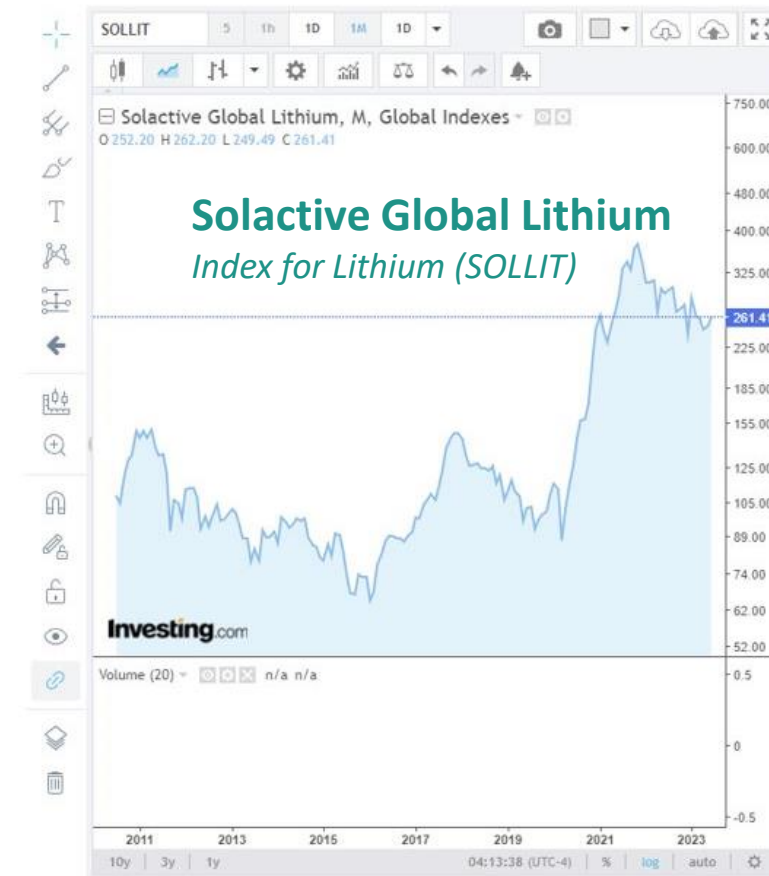 SOLLIT 5 1h 1D 1M 1D
Solactive Global Lithium, M, Global Indexes
O 252.20 H 262.20 L 249.49 C 261.41
Solactive Global Lithium
Index for Lithium (SOLLIT)
750.00
600.00
480.00
400.00
325.00
261.41
225.00
185.00
155.00
125.00
105.00
89.00
74.00
62.00
52.00
Investing.com
Volume (20) n/a n/a
0.5
0
-0.5
2011 2013 2015 2017 2019 2021 2023
10y 3y 1y 04:13:38 (UTC-4) % log auto